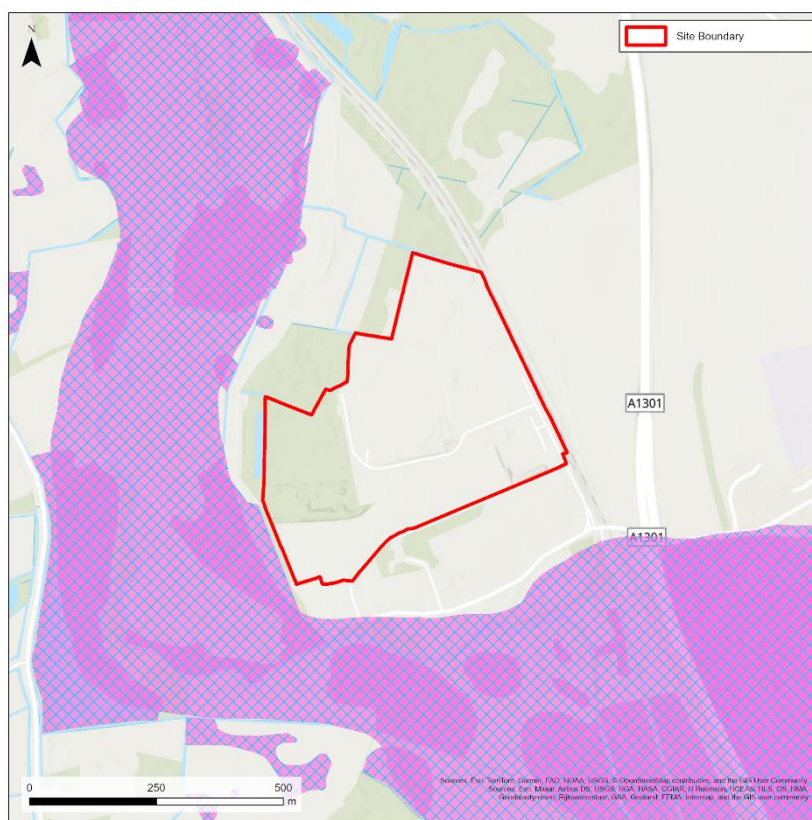 N
Site Boundary
A1301
A1301
0 250 500
m
Sources: Esri, TomTom, Garmin, FAO, NOAA, USGS, © OpenStreetMap contributors, and the GIS User Community,
Sources: Esri, Maxar, Airbus DS, USGS, NGA, NASA, CGIAR, N Robinson, NCEAS, NLS, OS, NMA,
Geodatastyrelsen, Rijkswaterstaat, GSA, Geoland, FEMA, Intermap, and the GIS user community